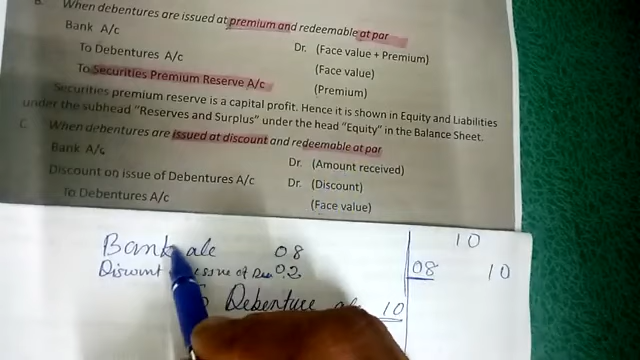 B. When debentures are issued at premium and redeemable at par
Bank A/c Dr. (Face value + Premium)
To Debentures A/c (Face value)
To Securities Premium Reserve A/c (Premium)
Securities premium reserve is a capital profit. Hence it is shown in Equity and Liabilities
under the subhead "Reserves and Surplus" under the head "Equity" in the Balance Sheet.
C. When debentures are issued at discount and redeemable at par
Bank A/c Dr. (Amount received)
Discount on issue of Debentures A/c Dr. (Discount)
To Debentures A/c (Face value)
10
Bank a/c 08
08 10
Discount issue of 02
Debenture 10